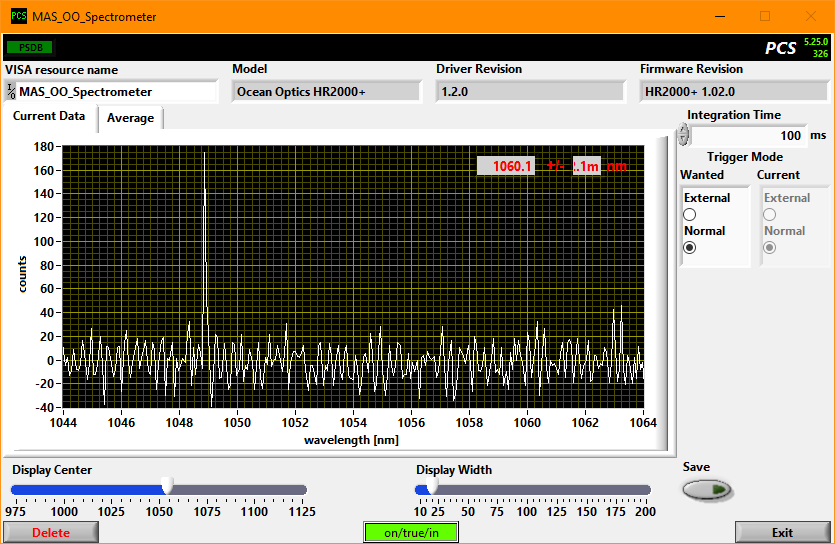 PCS MAS_OO_Spectrometer
PSDB
PCS 5.25.0
326
VISA resource name
Model
Driver Revision
Firmware Revision
I/O MAS_OO_Spectrometer
Ocean Optics HR2000+
1.2.0
HR2000+ 1.02.0
Current Data
Average
Integration Time
100 ms
Trigger Mode
Wanted
Current
External
Normal
External
Normal
180
160
140
120
100
80
60
40
20
0
-20
-40
counts
1060.1 +/- 2.1m nm
1044 1046 1048 1050 1052 1054 1056 1058 1060 1062 1064
wavelength [nm]
Display Center
975 1000 1025 1050 1075 1100 1125
Display Width
10 25 50 75 100 125 150 175 200
Save
Delete
on/true/in
Exit